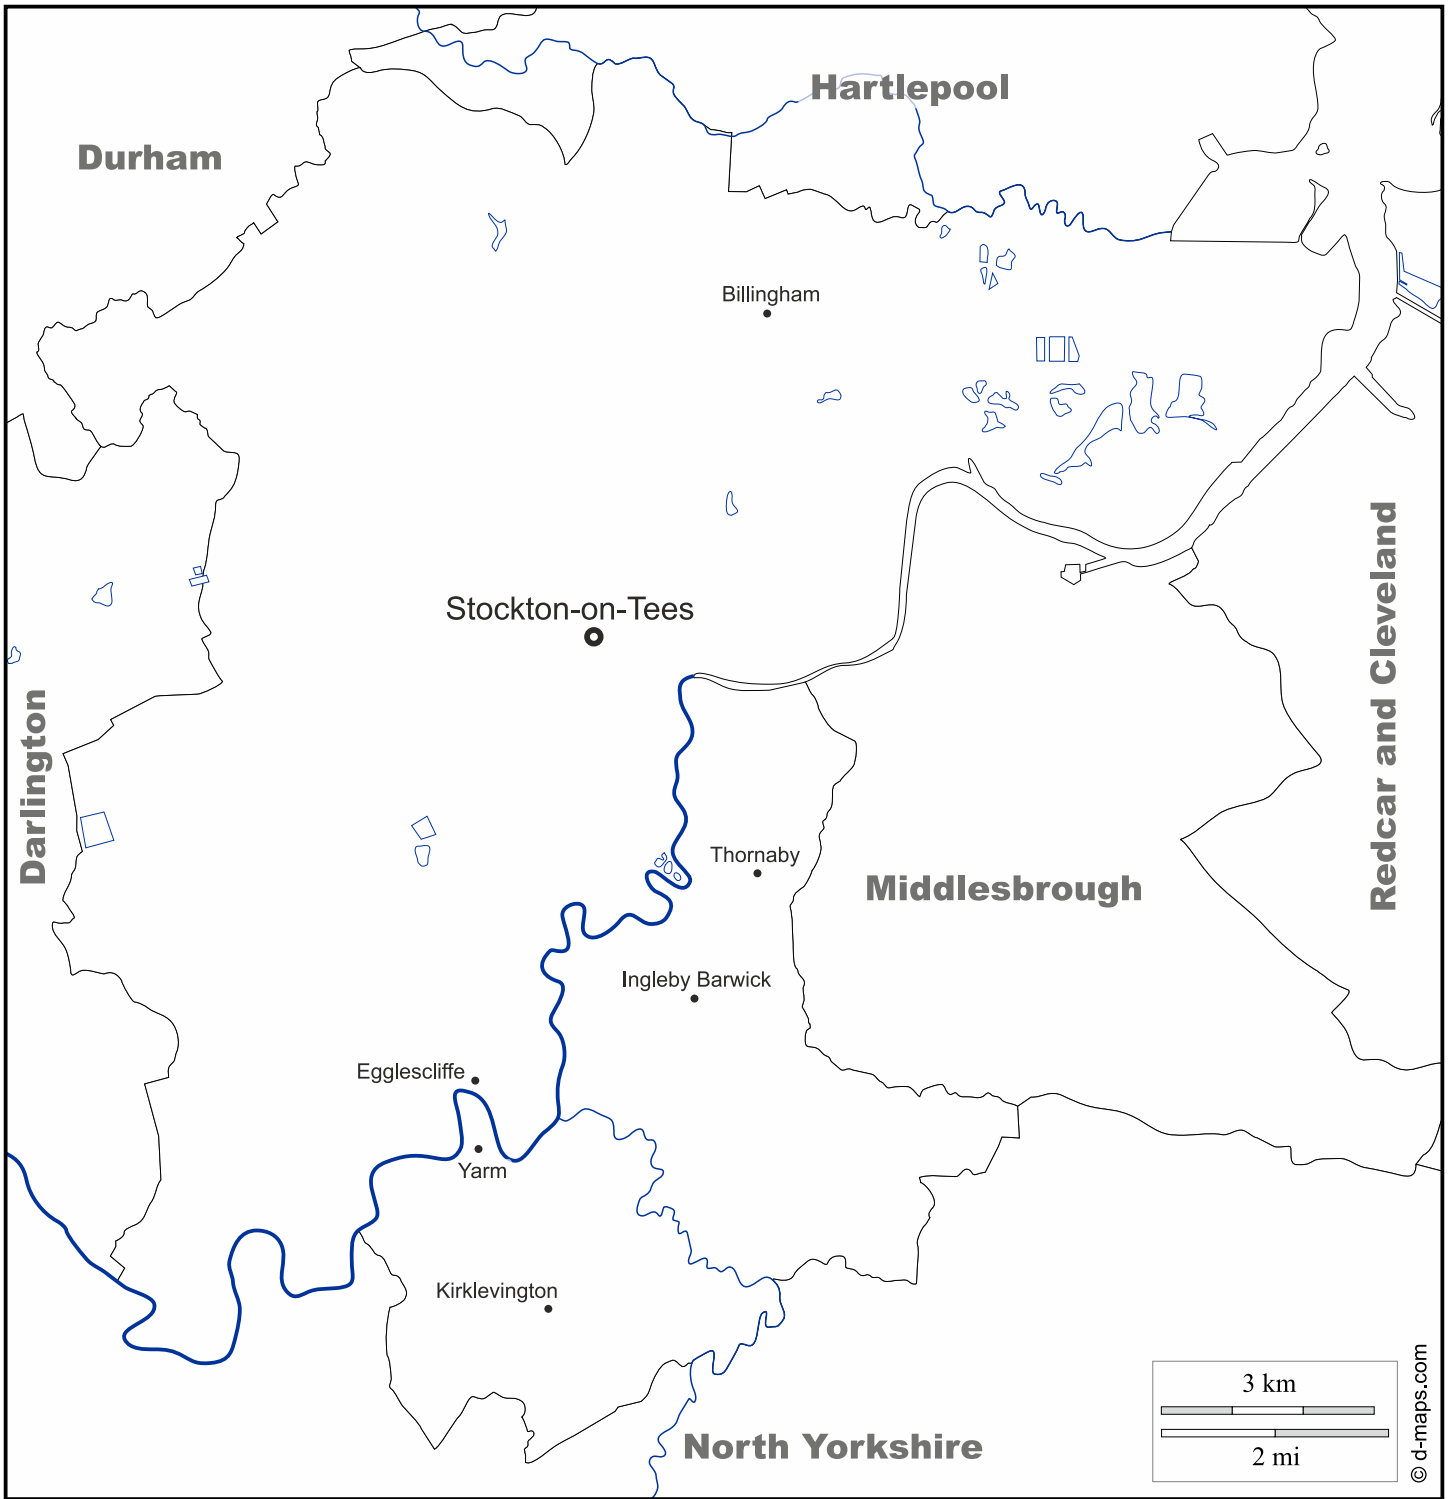 Hartlepool
Durham
Billingham
Stockton-on-Tees
Redcar and Cleveland
Darlington
Thornaby
Middlesbrough
Ingleby Barwick
Egglescliffe
Yarm
Kirklevington
North Yorkshire
3 km
2 mi
© d-maps.com